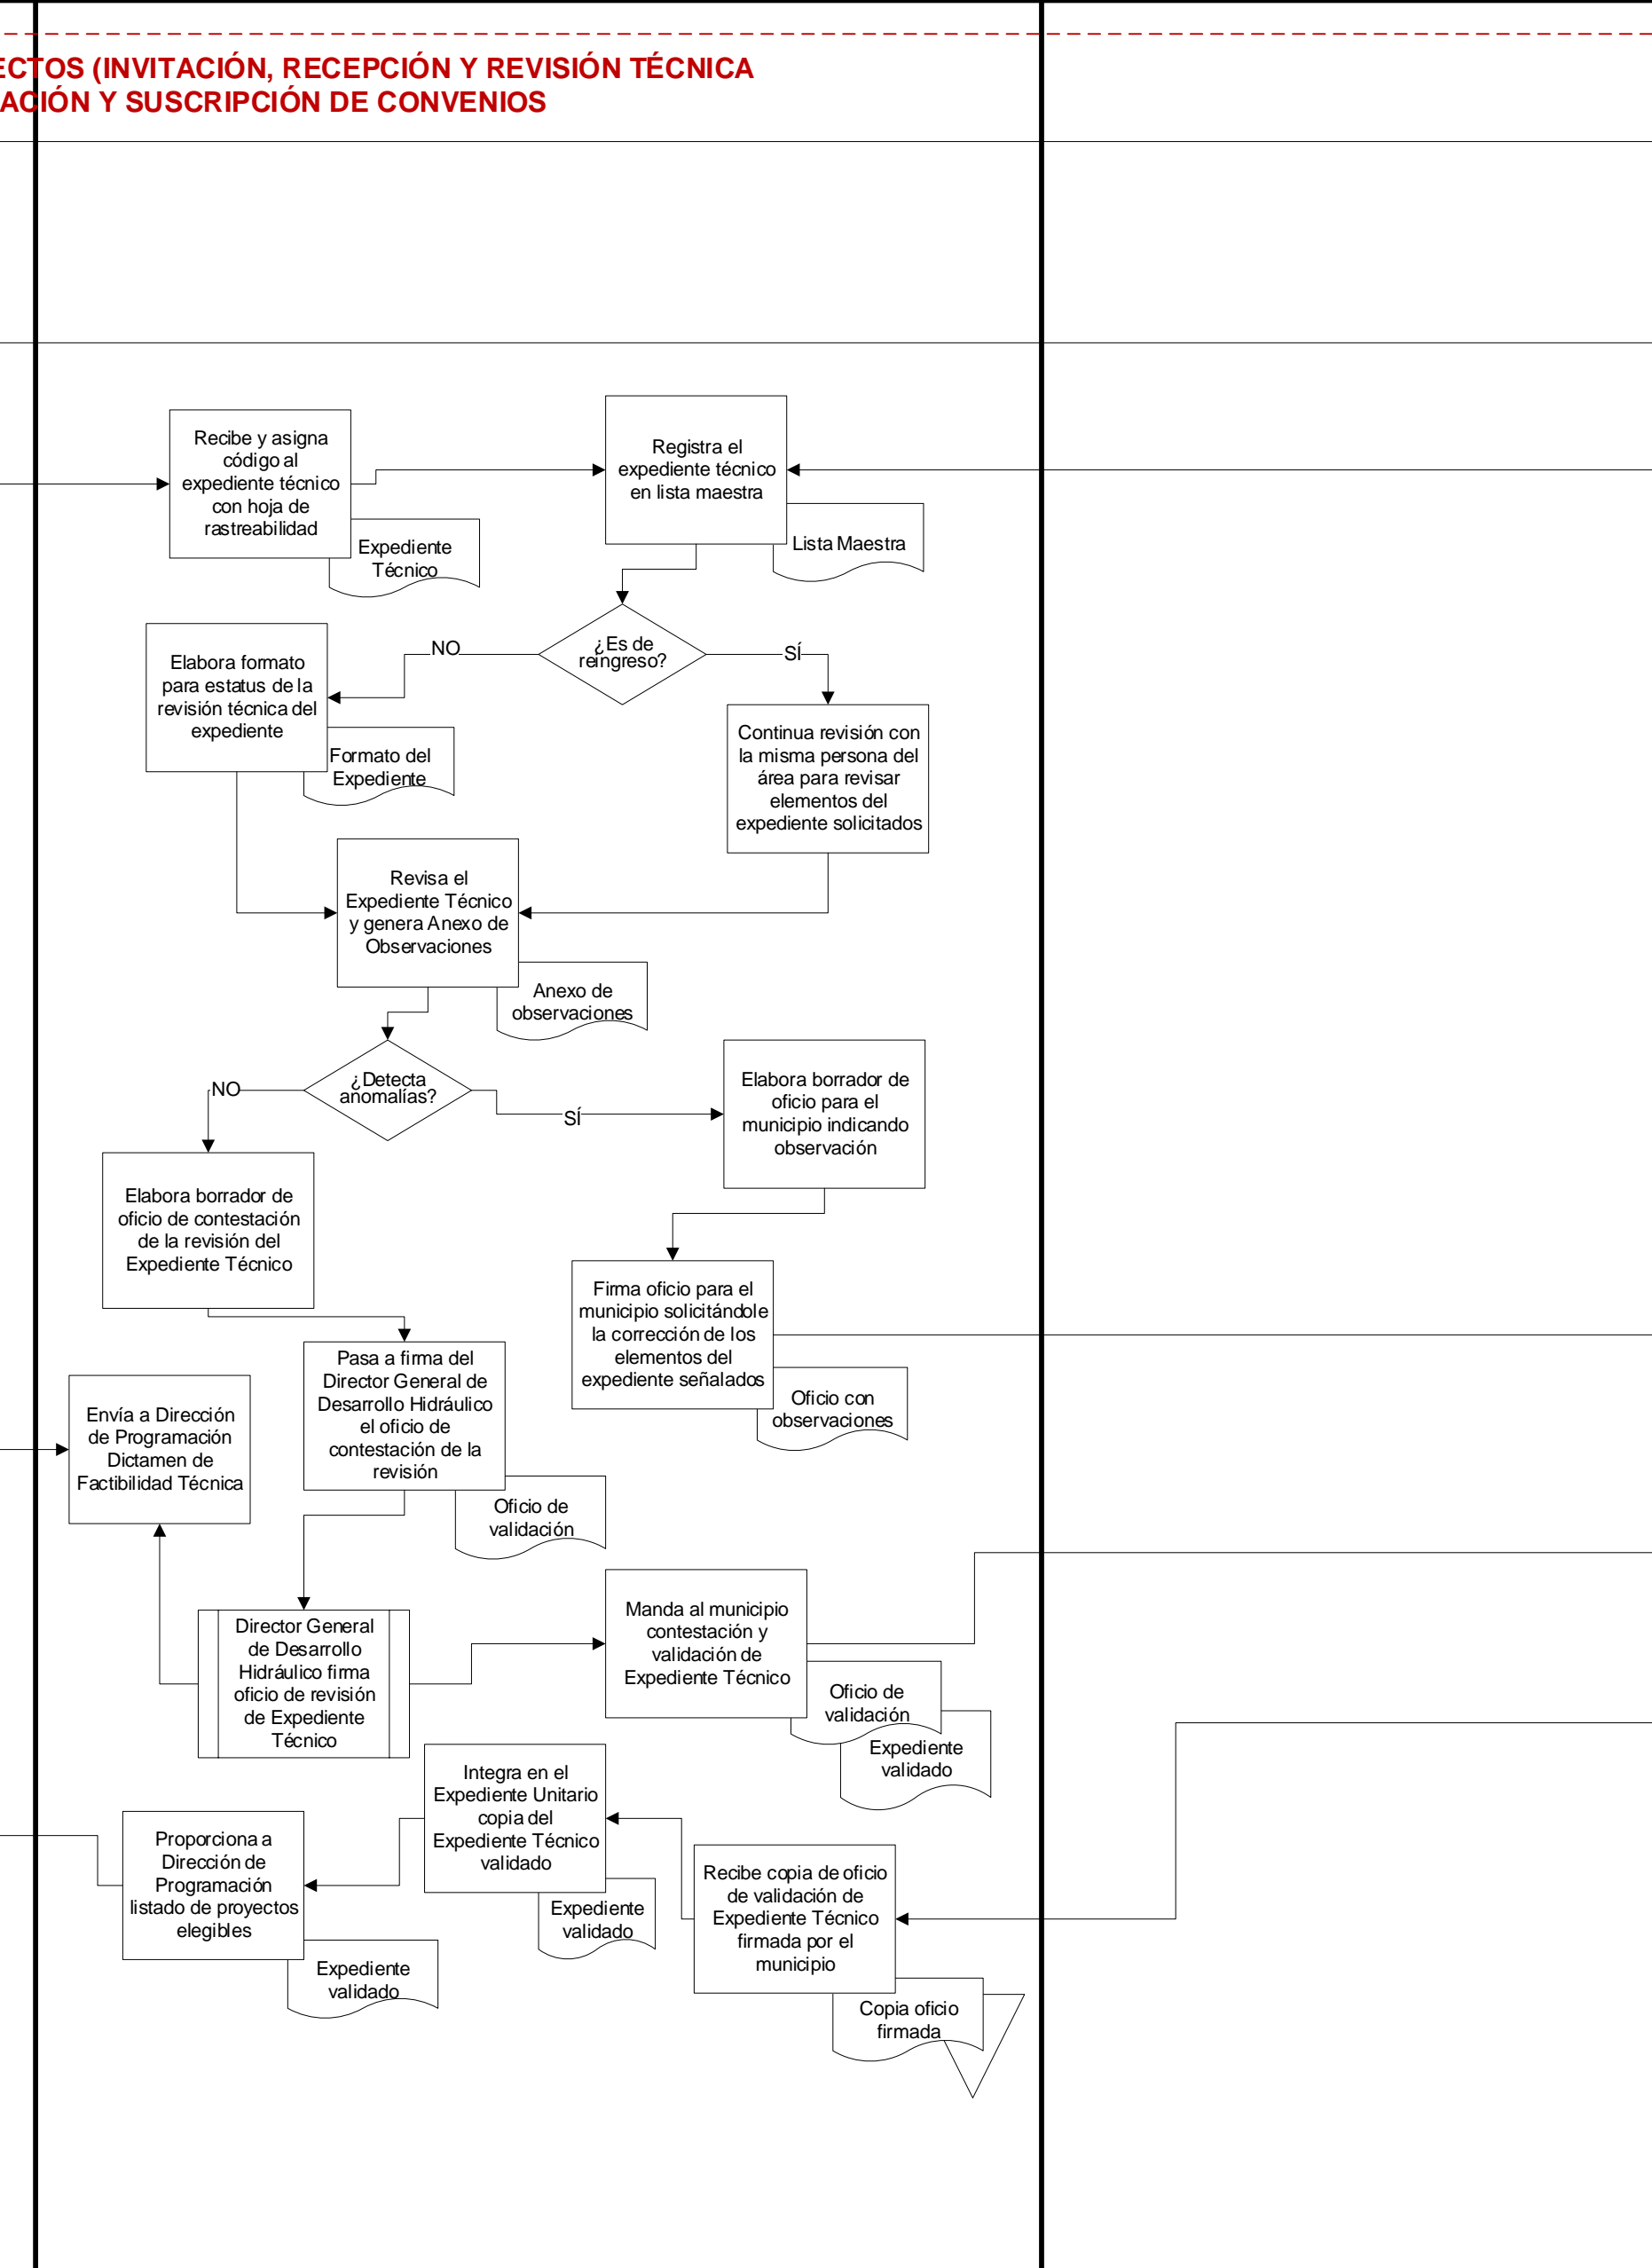 ECTOS (INVITACIÓN, RECEPCIÓN Y REVISIÓN TÉCNICA
ACIÓN Y SUSCRIPCIÓN DE CONVENIOS
Recibe y asigna
código al
expediente técnico
con hoja de
rastreabilidad
Expediente
Técnico
Registra el
expediente técnico
en lista maestra
Lista Maestra
¿Es de
reingreso?
NO
SÍ
Elabora formato
para estatus de la
revisión técnica del
expediente
Formato del
Expediente
Continua revisión con
la misma persona del
área para revisar
elementos del
expediente solicitados
Revisa el
Expediente Técnico
y genera Anexo de
Observaciones
Anexo de
observaciones
¿Detecta
anomalías?
NO
SÍ
Elabora borrador de
oficio para el
municipio indicando
observación
Elabora borrador de
oficio de contestación
de la revisión del
Expediente Técnico
Firma oficio para el
municipio solicitándole
la corrección de los
elementos del
expediente señalados
Oficio con
observaciones
Pasa a firma del
Director General de
Desarrollo Hidráulico
el oficio de
contestación de la
revisión
Oficio de
validación
Envía a Dirección
de Programación
Dictamen de
Factibilidad Técnica
Director General
de Desarrollo
Hidráulico firma
oficio de revisión
de Expediente
Técnico
Manda al municipio
contestación y
validación de
Expediente Técnico
Oficio de
validación
Expediente
validado
Integra en el
Expediente Unitario
copia del
Expediente Técnico
validado
Expediente
validado
Proporciona a
Dirección de
Programación
listado de proyectos
elegibles
Expediente
validado
Recibe copia de oficio
de validación de
Expediente Técnico
firmada por el
municipio
Copia oficio
firmada